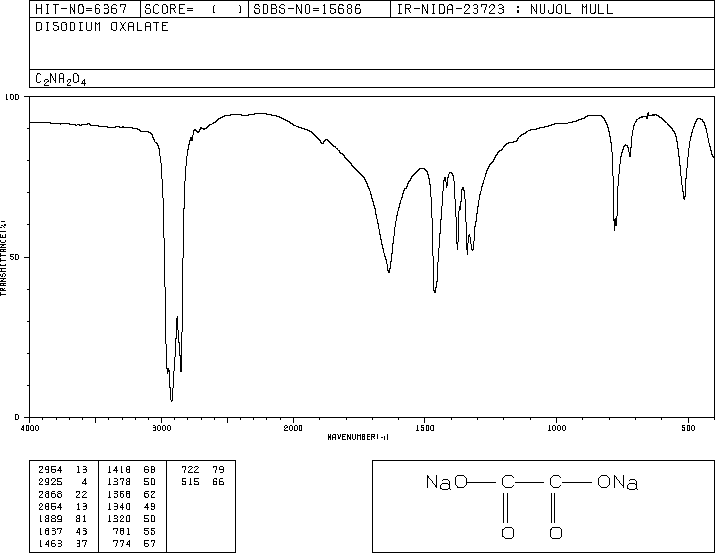 HIT-NO=6367 SCORE= ( ) SDBS-NO=15686 IR-NIDA-23723 : NUJOL MULL
DISODIUM OXALATE
C2NA2O4
100
50
0
TRANSMITTANCE(%)
4000 3000 2000 1500 1000 500
WAVENUMBER(-1)
2954 13 1418 68 722 79
2925 4 1378 50 515 66
2868 22 1368 62
2854 13 1340 49
1889 81 1320 50
1637 43 781 55
1463 37 774 57
NaO C C ONa
O O